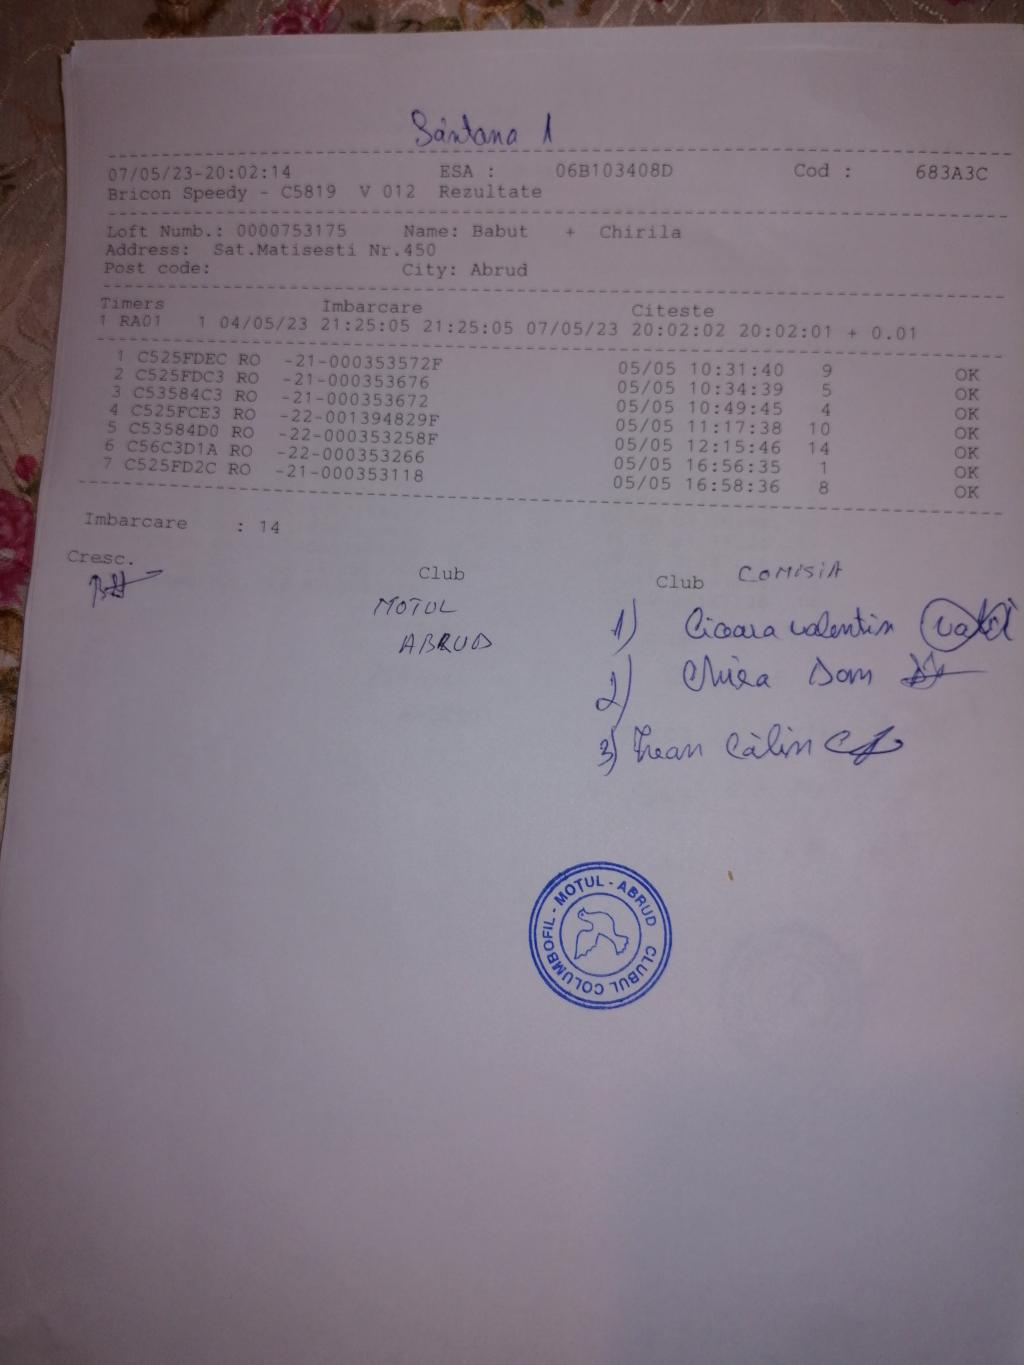 Sântana 1
07/05/23-20:02:14 ESA : 06B103408D Cod : 683A3C
Bricon Speedy - C5819 V 012 Rezultate
Loft Numb.: 0000753175 Name: Babut + Chirila
Address: Sat.Matisesti Nr.450
Post code: City: Abrud
Timers Imbarcare Citeste
1 RA01 1 04/05/23 21:25:05 21:25:05 07/05/23 20:02:02 20:02:01 + 0.01
1 C525FDEC RO -21-000353572F 05/05 10:31:40 9 OK
2 C525FDC3 RO -21-000353676 05/05 10:34:39 5 OK
3 C53584C3 RO -21-000353672 05/05 10:49:45 4 OK
4 C525FCE3 RO -22-001394829F 05/05 11:17:38 10 OK
5 C53584D0 RO -22-000353258F 05/05 12:15:46 14 OK
6 C56C3D1A RO -22-000353266 05/05 16:56:35 1 OK
7 C525FD2C RO -21-000353118 05/05 16:58:36 8 OK
Imbarcare : 14
Cresc. Club Club COMISIA
MOTUL
ABRUD
1) Cioara valentin
2) Chira Dom
3) Călin
CLUBUL COLUMBOFIL - MOTUL - ABRUD